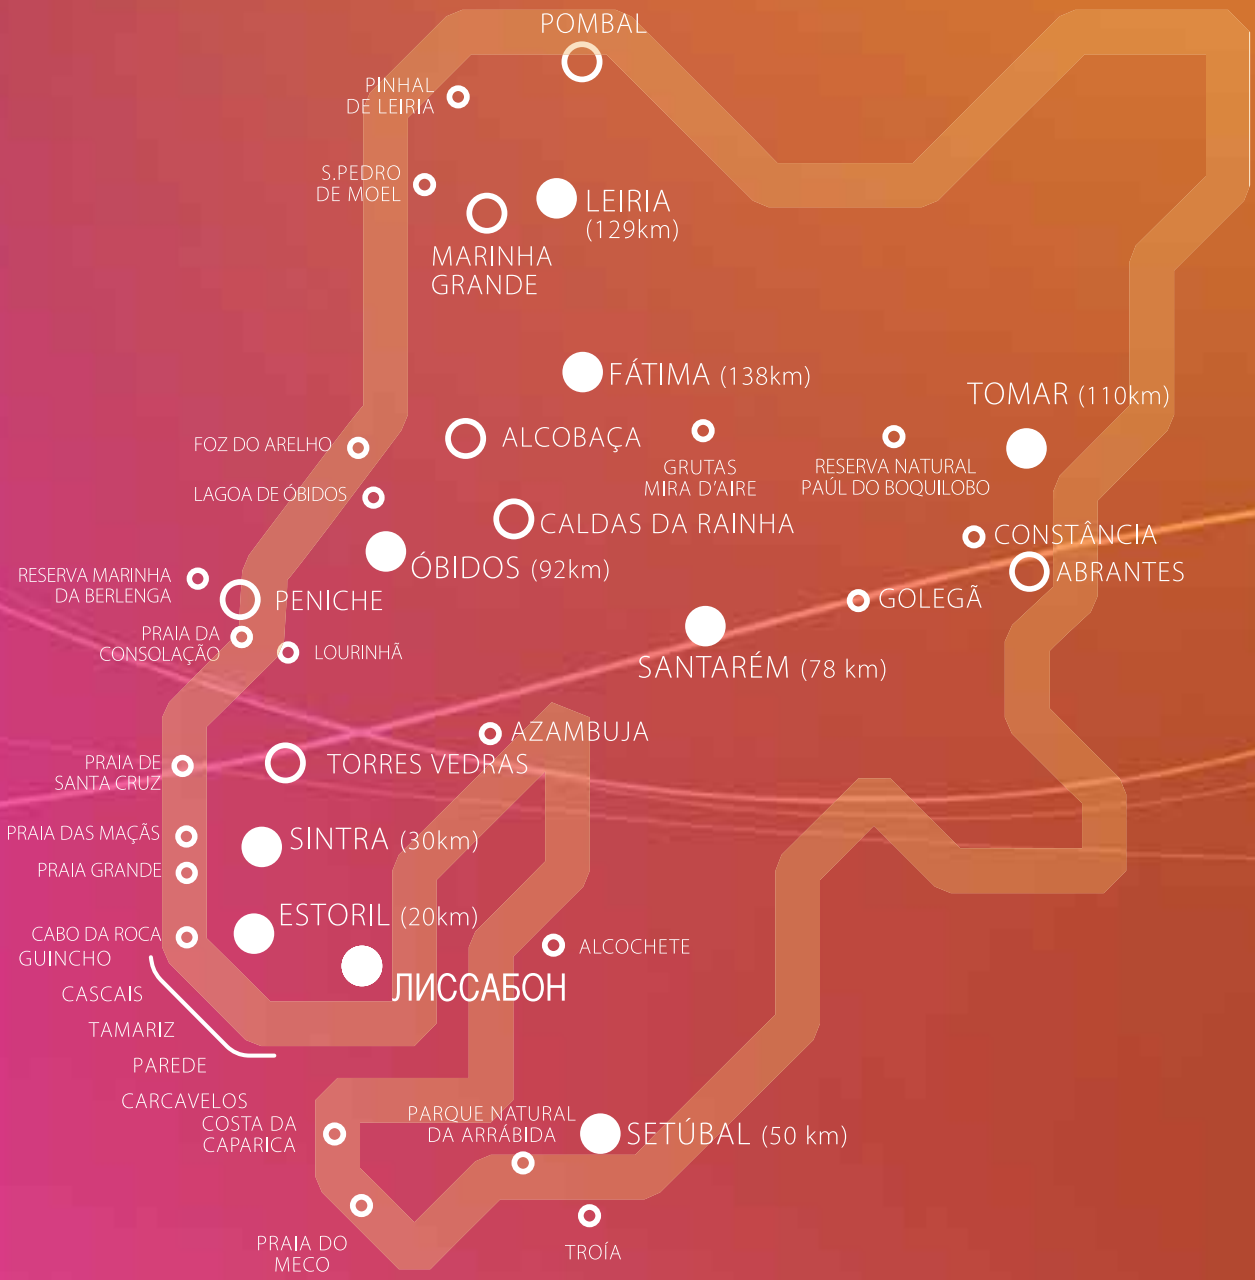 POMBAL
PINHAL
DE LEIRIA
S.PEDRO
DE MOEL
LEIRIA
(129km)
MARINHA
GRANDE
FÁTIMA (138km)
TOMAR (110km)
FOZ DO ARELHO
ALCOBAÇA
GRUTAS
MIRA D'AIRE
RESERVA NATURAL
PAÚL DO BOQUILOBO
LAGOA DE ÓBIDOS
CALDAS DA RAINHA
CONSTÂNCIA
ÓBIDOS (92km)
ABRANTES
RESERVA MARINHA
DA BERLENGA
PENICHE
GOLEGÃ
PRAIA DA
CONSOLAÇÃO
LOURINHÃ
SANTARÉM (78 km)
AZAMBUJA
PRAIA DE
SANTA CRUZ
TORRES VEDRAS
PRAIA DAS MAÇÃS
SINTRA (30km)
PRAIA GRANDE
ESTORIL (20km)
CABO DA ROCA
GUINCHO
ALCOCHETE
ЛИССАБОН
CASCAIS
TAMARIZ
PAREDE
CARCAVELOS
COSTA DA
CAPARICA
PARQUE NATURAL
DA ARRÁBIDA
SETÚBAL (50 km)
PRAIA DO
MECO
TROÍA